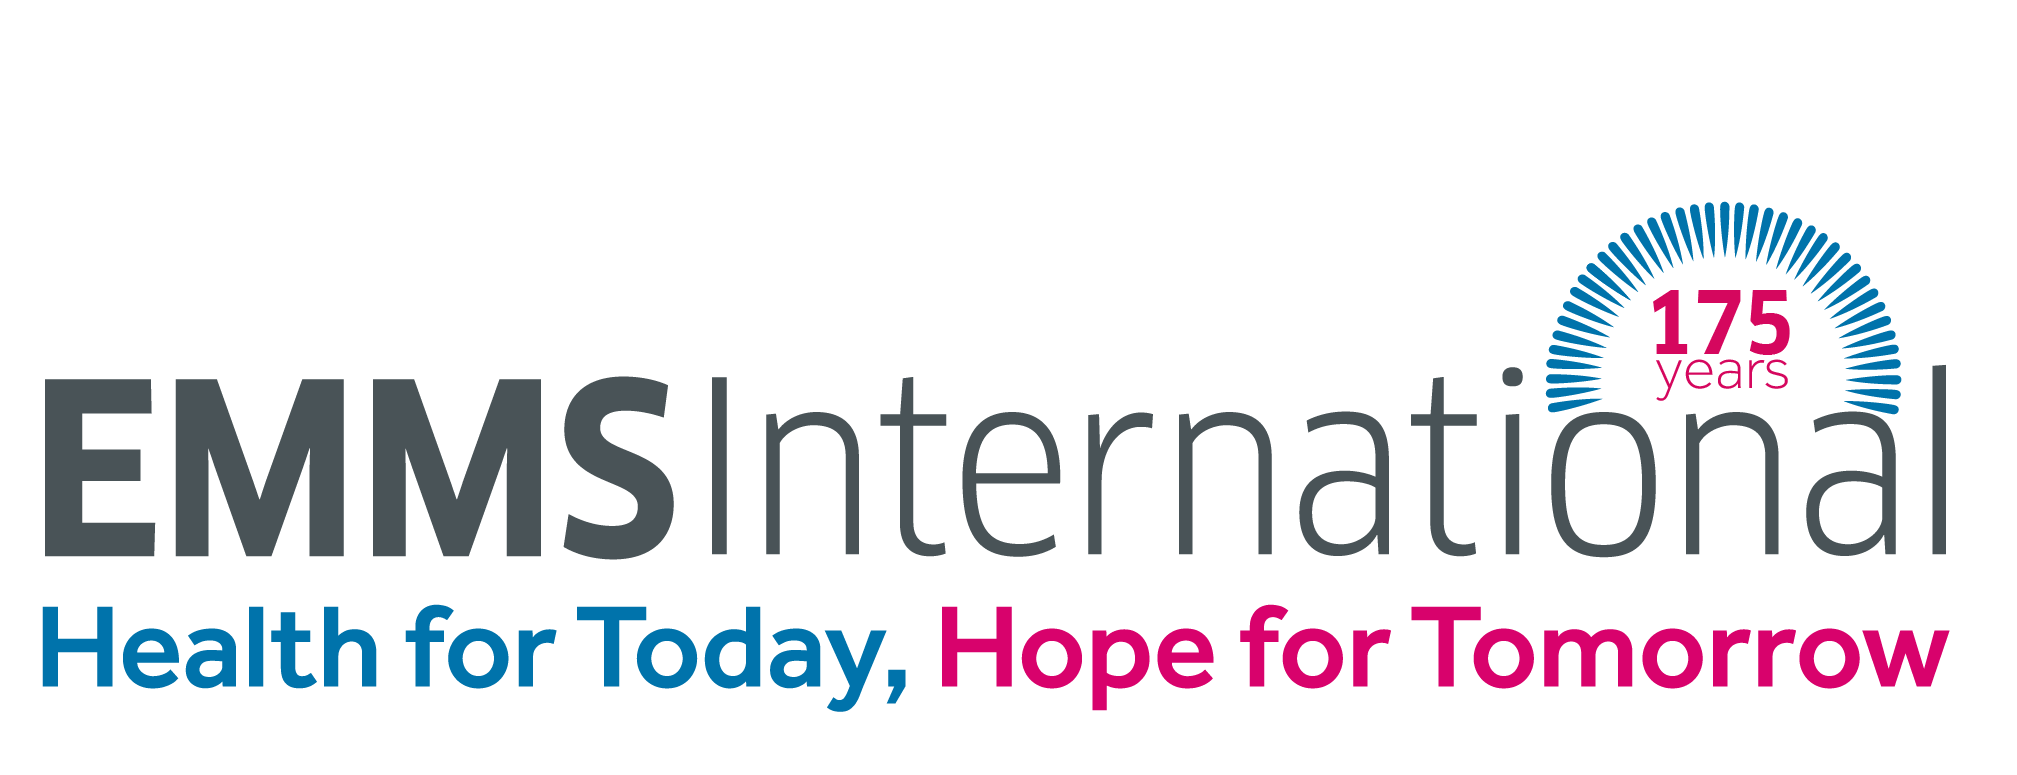 175
years
EMMSInternational
Health for Today, Hope for Tomorrow